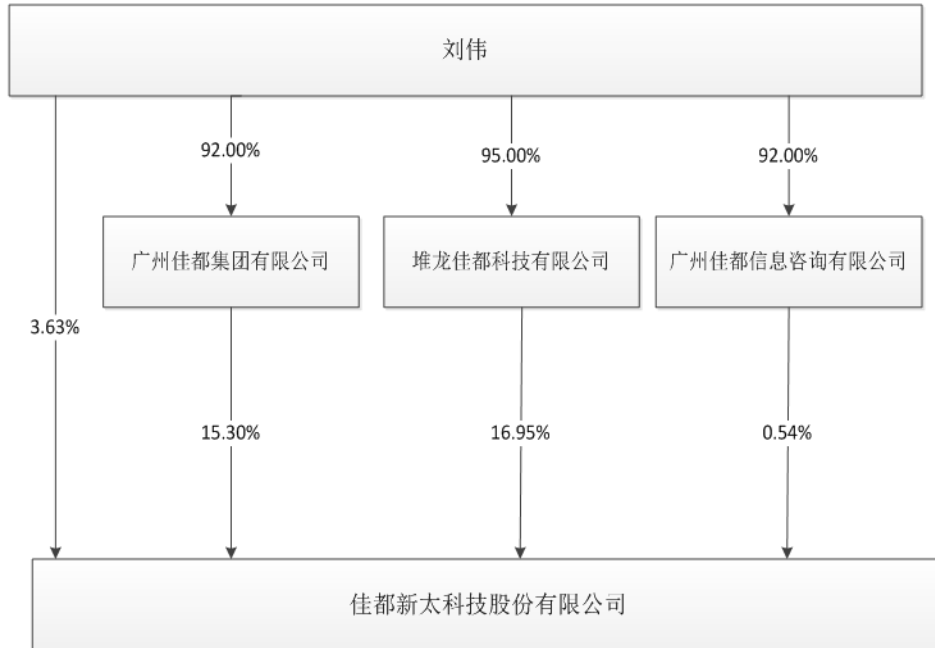 刘伟
92.00%
95.00%
92.00%
广州佳都集团有限公司
堆龙佳都科技有限公司
广州佳都信息咨询有限公司
3.63%
15.30%
16.95%
0.54%
佳都新太科技股份有限公司